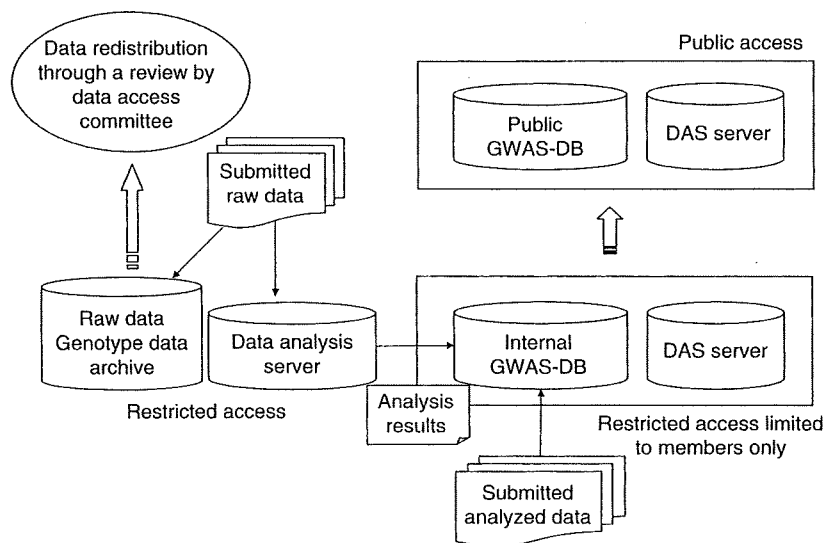 Data redistribution
through a review by
data access
committee
Public access
Public
GWAS-DB
DAS server
Submitted
raw data
Raw data
Genotype data
archive
Data analysis
server
Internal
GWAS-DB
DAS server
Restricted access
Analysis
results
Restricted access limited
to members only
Submitted
analyzed data